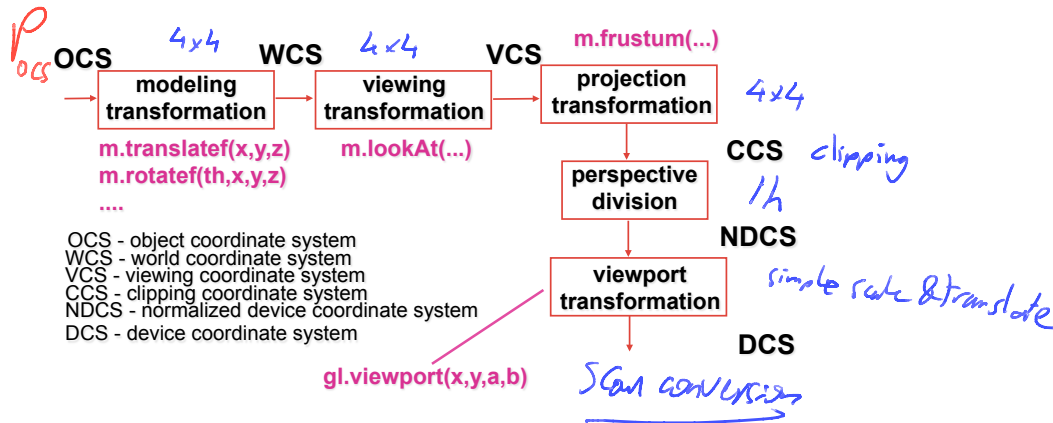 P_ocs OCS
4x4
WCS
4x4
VCS
m.frustum(...)
modeling
transformation
viewing
transformation
projection
transformation
4x4
m.translatef(x,y,z)
m.rotatef(th,x,y,z)
....
m.lookAt(...)
CCS
clipping
perspective
division
/h
NDCS
OCS - object coordinate system
WCS - world coordinate system
VCS - viewing coordinate system
CCS - clipping coordinate system
NDCS - normalized device coordinate system
DCS - device coordinate system
viewport
transformation
simple scale & translate
DCS
gl.viewport(x,y,a,b)
Scan conversion